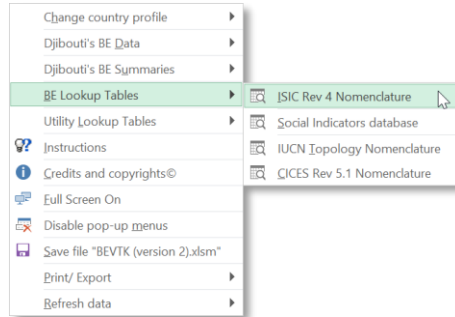 Change country profile
Djibouti's BE Data
Djibouti's BE Summaries
BE Lookup Tables
ISIC Rev 4 Nomenclature
Utility Lookup Tables
Social Indicators database
Instructions
IUCN Topology Nomenclature
Credits and copyrights©
CICES Rev 5.1 Nomenclature
Full Screen On
Disable pop-up menus
Save file "BEVTK (version 2).xlsm"
Print/ Export
Refresh data